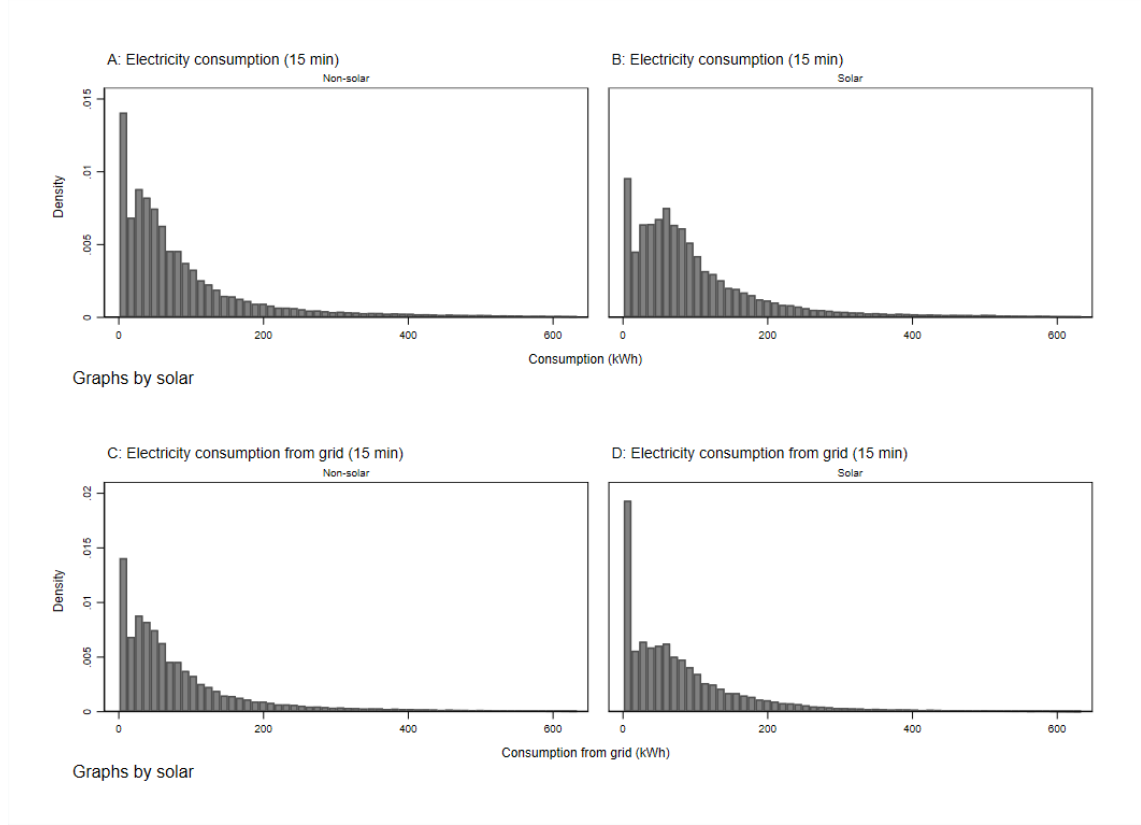 A: Electricity consumption (15 min)
B: Electricity consumption (15 min)
Non-solar
Solar
.015
.01
.005
0
Density
0 200 400 600
0 200 400 600
Consumption (kWh)
Graphs by solar
C: Electricity consumption from grid (15 min)
D: Electricity consumption from grid (15 min)
Non-solar
Solar
.02
.015
.01
.005
0
Density
0 200 400 600
0 200 400 600
Consumption from grid (kWh)
Graphs by solar